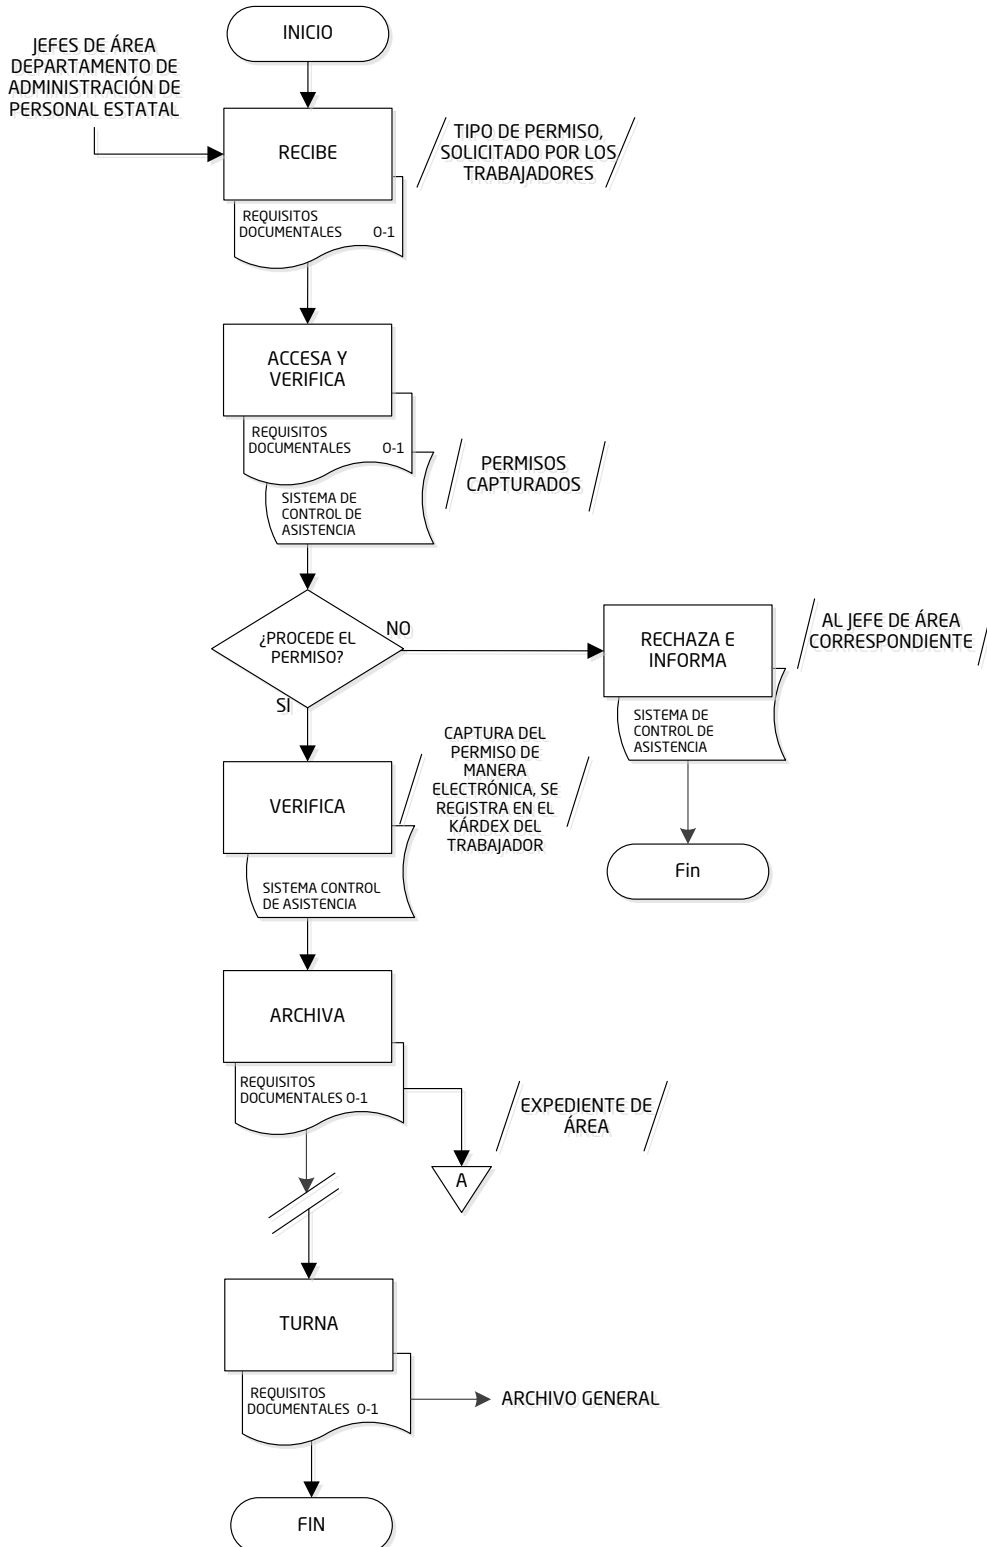 INICIO
JEFES DE ÁREA
DEPARTAMENTO DE
ADMINISTRACIÓN DE
PERSONAL ESTATAL
RECIBE
TIPO DE PERMISO,
SOLICITADO POR LOS
TRABAJADORES
REQUISITOS
DOCUMENTALES 0-1
ACCESA Y
VERIFICA
REQUISITOS
DOCUMENTALES 0-1
PERMISOS
CAPTURADOS
SISTEMA DE
CONTROL DE
ASISTENCIA
¿PROCEDE EL
PERMISO?
NO
SI
RECHAZA E
INFORMA
AL JEFE DE ÁREA
CORRESPONDIENTE
SISTEMA DE
CONTROL DE
ASISTENCIA
Fin
VERIFICA
CAPTURA DEL
PERMISO DE
MANERA
ELECTRÓNICA, SE
REGISTRA EN EL
KÁRDEX DEL
TRABAJADOR
SISTEMA CONTROL
DE ASISTENCIA
ARCHIVA
REQUISITOS
DOCUMENTALES 0-1
EXPEDIENTE DE
ÁREA
A
TURNA
REQUISITOS
DOCUMENTALES 0-1
ARCHIVO GENERAL
FIN